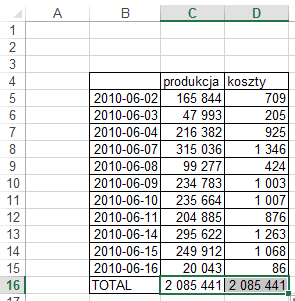 A B C D
1
2
3
4 produkcja koszty
5 2010-06-02 165 844 709
6 2010-06-03 47 993 205
7 2010-06-04 216 382 925
8 2010-06-07 315 036 1 346
9 2010-06-08 99 277 424
10 2010-06-09 234 783 1 003
11 2010-06-10 235 664 1 007
12 2010-06-11 204 885 876
13 2010-06-14 295 622 1 263
14 2010-06-15 249 912 1 068
15 2010-06-16 20 043 86
16 TOTAL 2 085 441 2 085 441